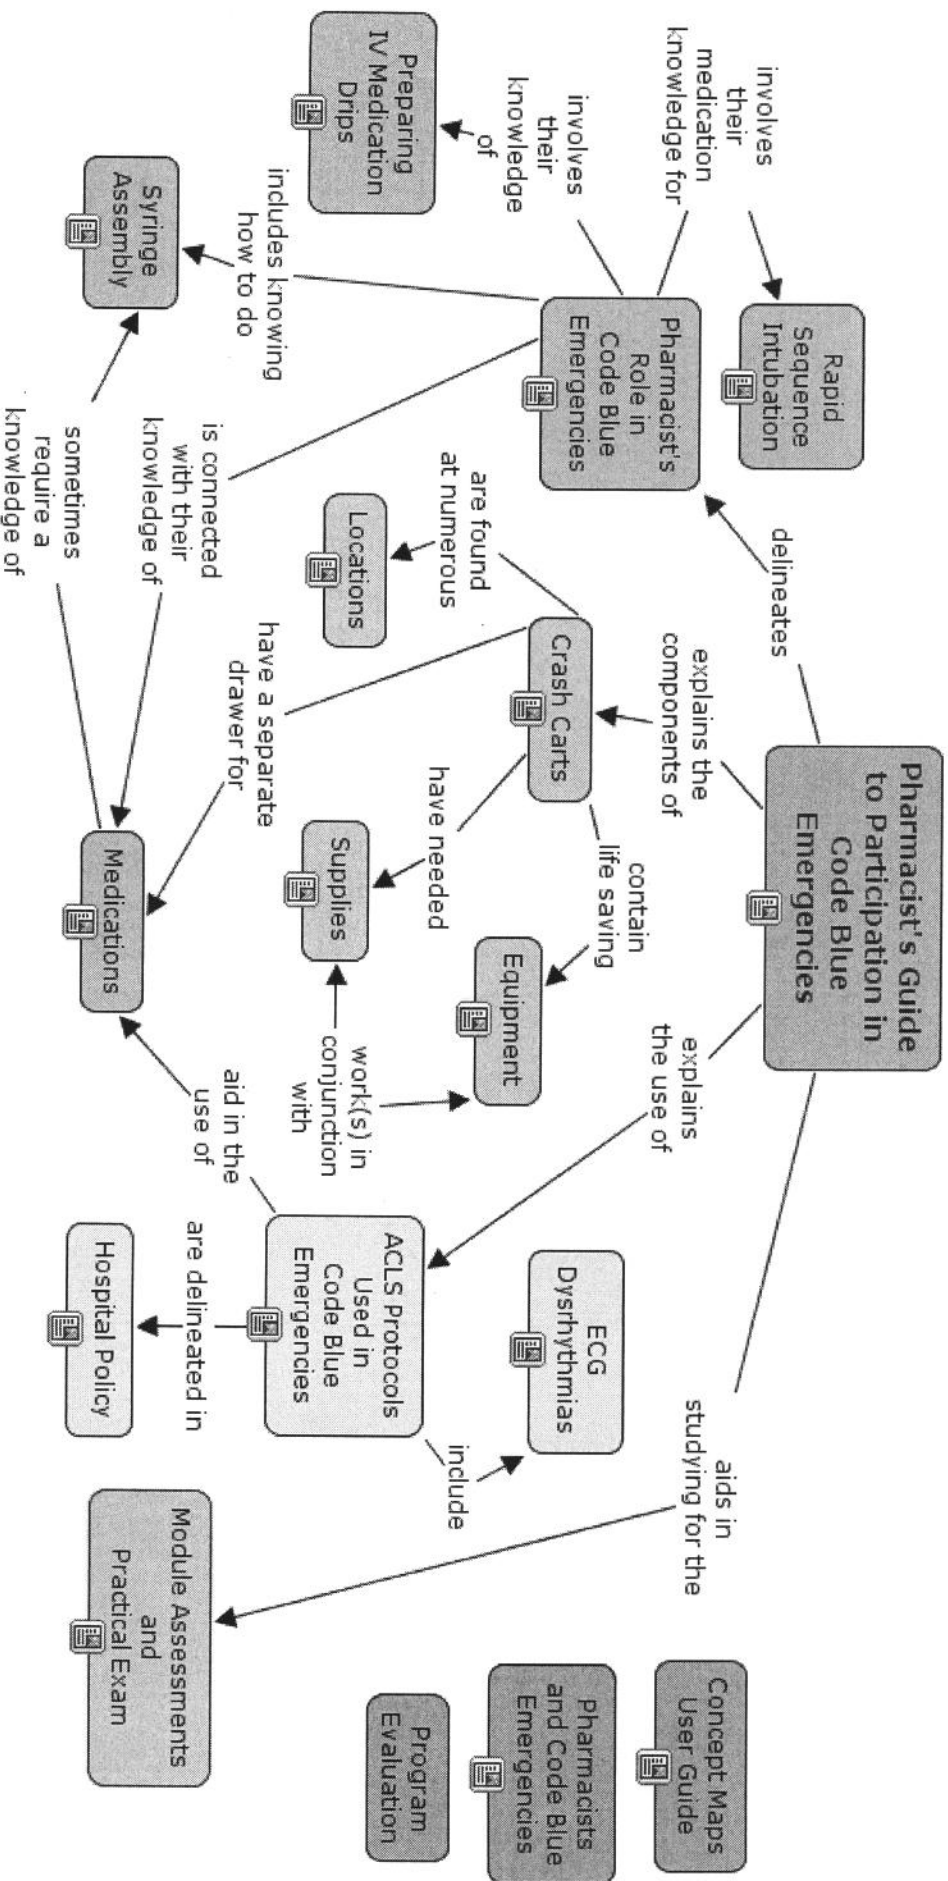 Pharmacist's Guide
to Participation in
Code Blue
Emergencies
delineates
explains the
components of
explains
the use of
aids in
studying for the
Rapid
Sequence
Intubation
involves
their
medication
knowledge for
Pharmacist's
Role in
Code Blue
Emergencies
involves
their
knowledge
of
Preparing
IV Medication
Drips
includes knowing
how to do
Syringe
Assembly
is connected
with their
knowledge of
sometimes
require a
knowledge of
Crash Carts
are found
at numerous
Locations
have a separate
drawer for
have needed
Supplies
contain
life saving
Equipment
work(s) in
conjunction
with
Medications
aid in the
use of
ACLS Protocols
Used in
Code Blue
Emergencies
include
ECG
Dysrhythmias
are delineated in
Hospital Policy
Module Assessments
and
Practical Exam
Concept Maps
User Guide
Pharmacists
and Code Blue
Emergencies
Program
Evaluation